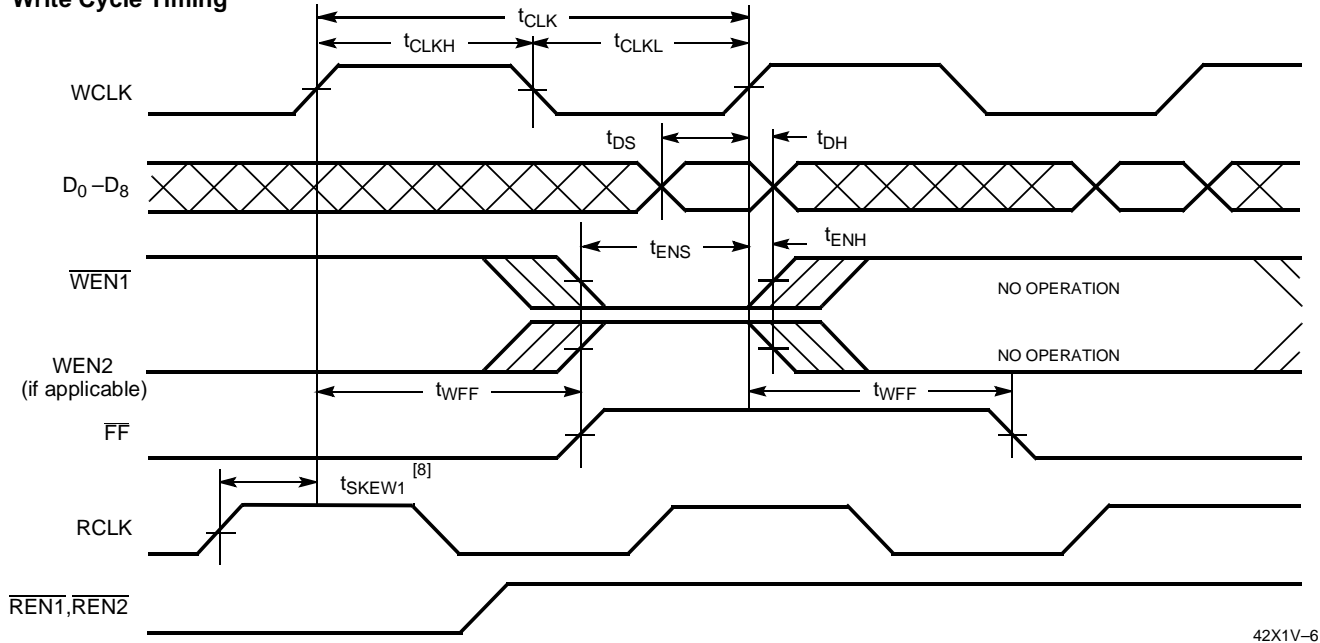 Write Cycle Timing
tCLK
tCLKH
tCLKL
WCLK
tDS
tDH
D0 –D8
tENS
tENH
WEN1
NO OPERATION
WEN2
(if applicable)
NO OPERATION
tWFF
tWFF
FF
tSKEW1 [8]
RCLK
REN1,REN2
42X1V–6